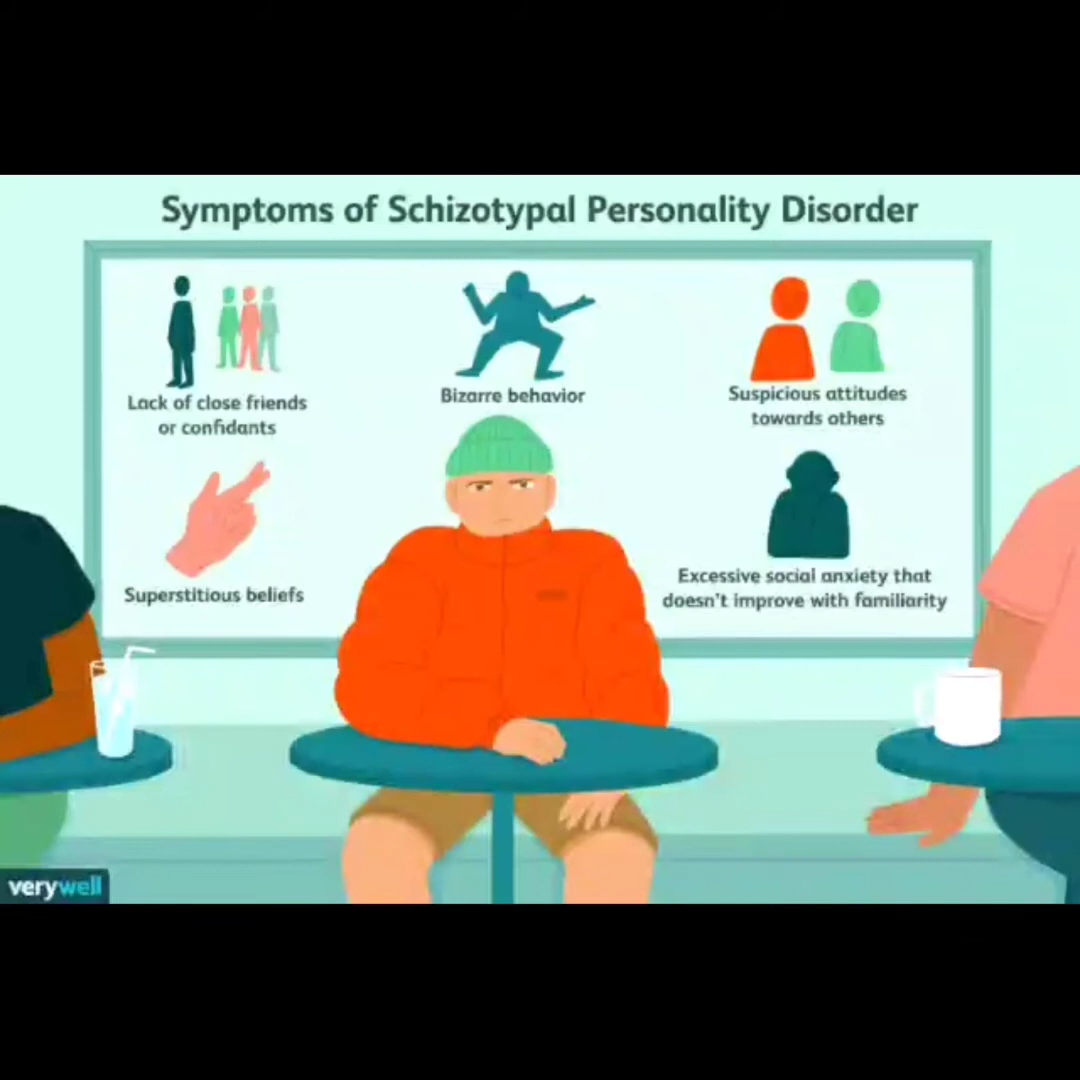 Symptoms of Schizotypal Personality Disorder
Lack of close friends
or confidants
Bizarre behavior
Suspicious attitudes
towards others
Superstitious beliefs
Excessive social anxiety that
doesn't improve with familiarity
verywell